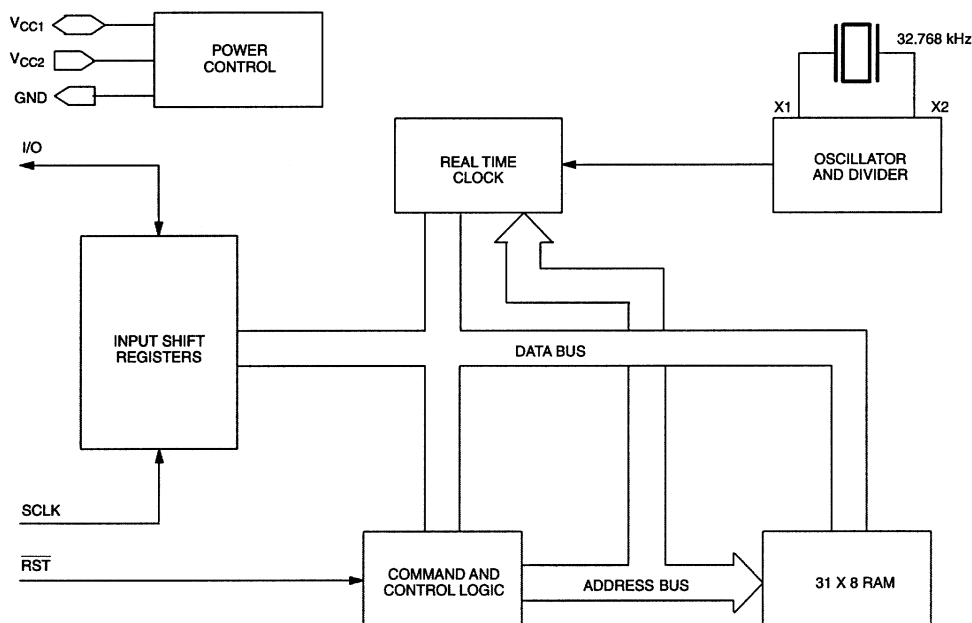 VCC1
VCC2
GND
POWER
CONTROL
32.768 kHz
X1
X2
I/O
REAL TIME
CLOCK
OSCILLATOR
AND DIVIDER
INPUT SHIFT
REGISTERS
DATA BUS
SCLK
RST
COMMAND AND
CONTROL LOGIC
ADDRESS BUS
31 X 8 RAM